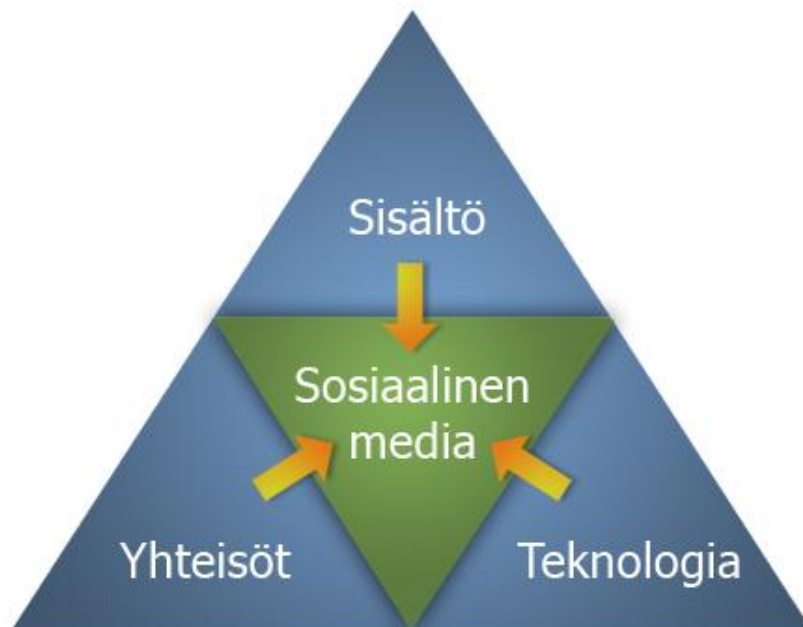 Sisältö
Sosiaalinen
media
Yhteisöt
Teknologia